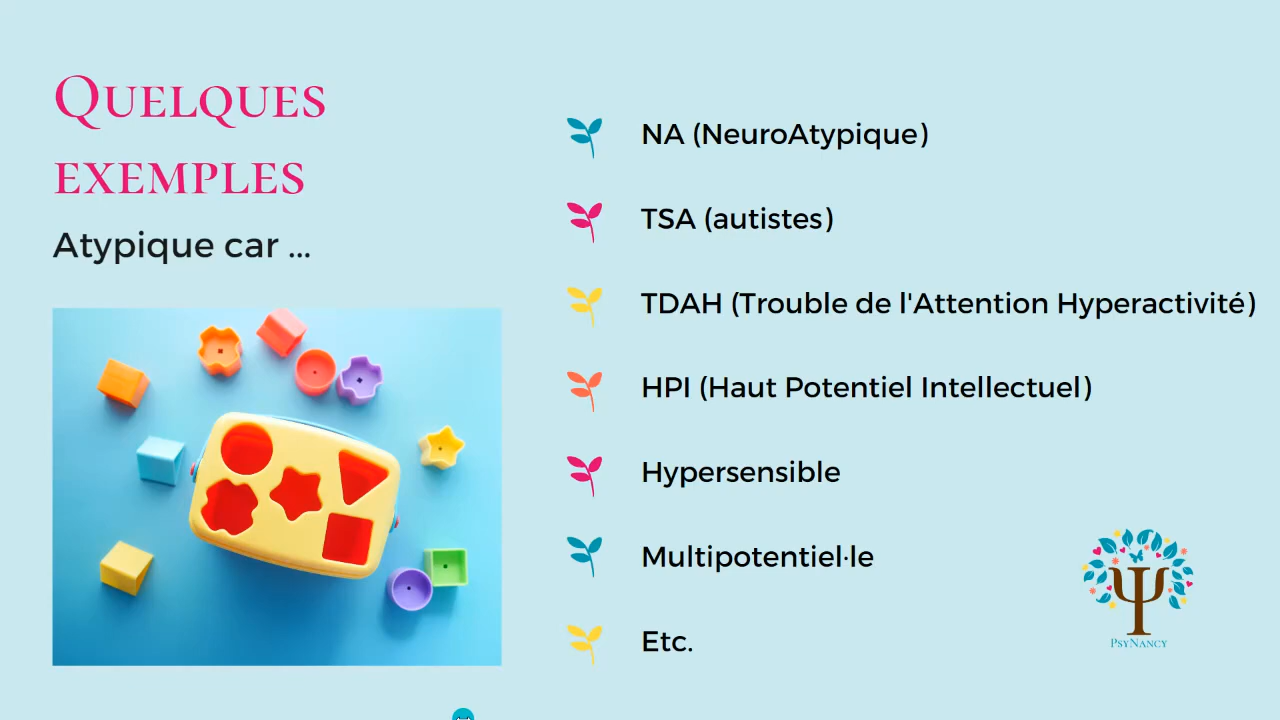 Quelques
exemples
Atypique car ...
NA (NeuroAtypique)
TSA (autistes)
TDAH (Trouble de l'Attention Hyperactivité)
HPI (Haut Potentiel Intellectuel)
Hypersensible
Multipotentiel·le
Etc.
PsyNancy